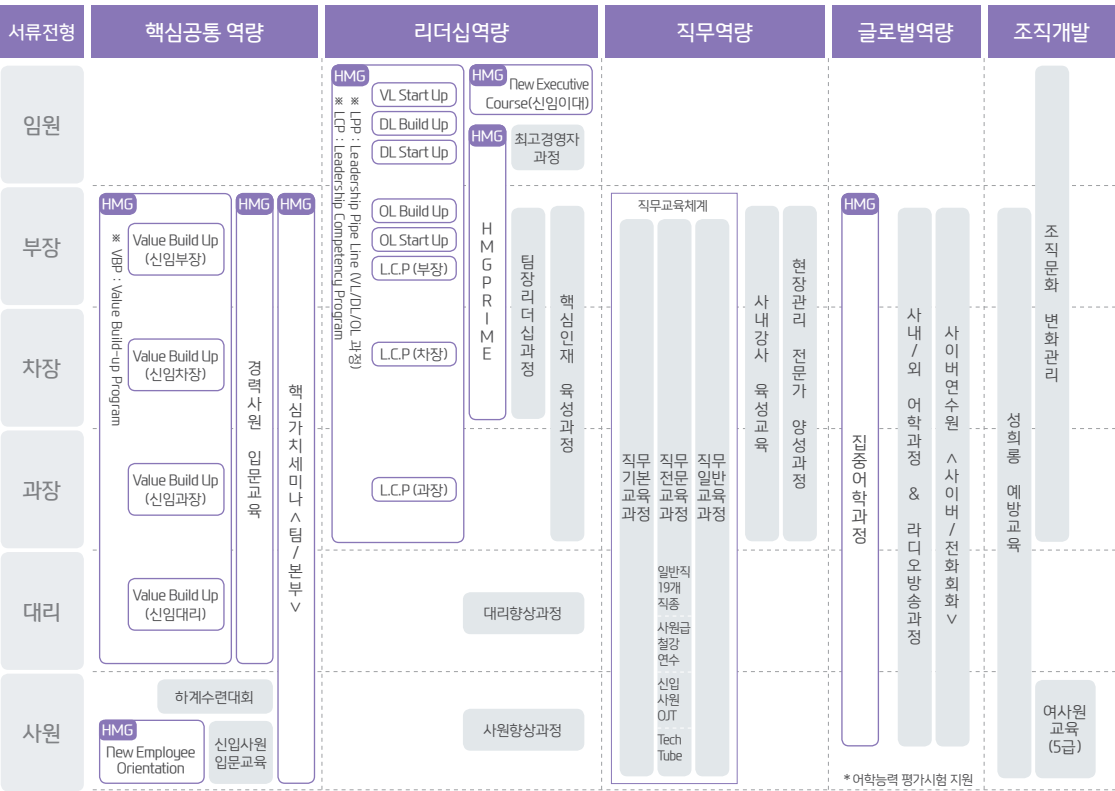 서류전형
핵심공통 역량
리더십역량
직무역량
글로벌역량
조직개발
임원
부장
차장
과장
대리
사원
HMG
※ VBP : Value Build-up Program
Value Build Up
(신임부장)
Value Build Up
(신임차장)
Value Build Up
(신임과장)
Value Build Up
(신임대리)
HMG
경력사원 입문교육
HMG
핵심가치세미나<팀/본부>
하계수련대회
HMG
New Employee
Orientation
신입사원
입문교육
HMG
※ LPP : Leadership Pipe Line (VL/DL/OL 과정)
※ LCP : Leadership Competency Program
VL Start Up
DL Build Up
DL Start Up
OL Build Up
OL Start Up
L.C.P (부장)
L.C.P (차장)
L.C.P (과장)
HMG
New Executive
Course(신임이대)
HMG
HMGPRIME
최고경영자
과정
팀장리더십과정
핵심인재 육성과정
대리향상과정
사원향상과정
직무교육체계
직무
기본
교육
과정
직무
전문
교육
과정
직무
일반
교육
과정
일반직
19개
직종
사원급
철강
연수
신입
사원
OJT
Tech
Tube
사내강사 육성교육
현장관리 전문가 양성과정
HMG
집중어학과정
사내/외 어학과정 & 라디오방송과정
사이버연수원 <사이버/전화회화>
* 어학능력 평가시험 지원
성희롱 예방교육
조직문화 변화관리
여사원
교육
(5급)